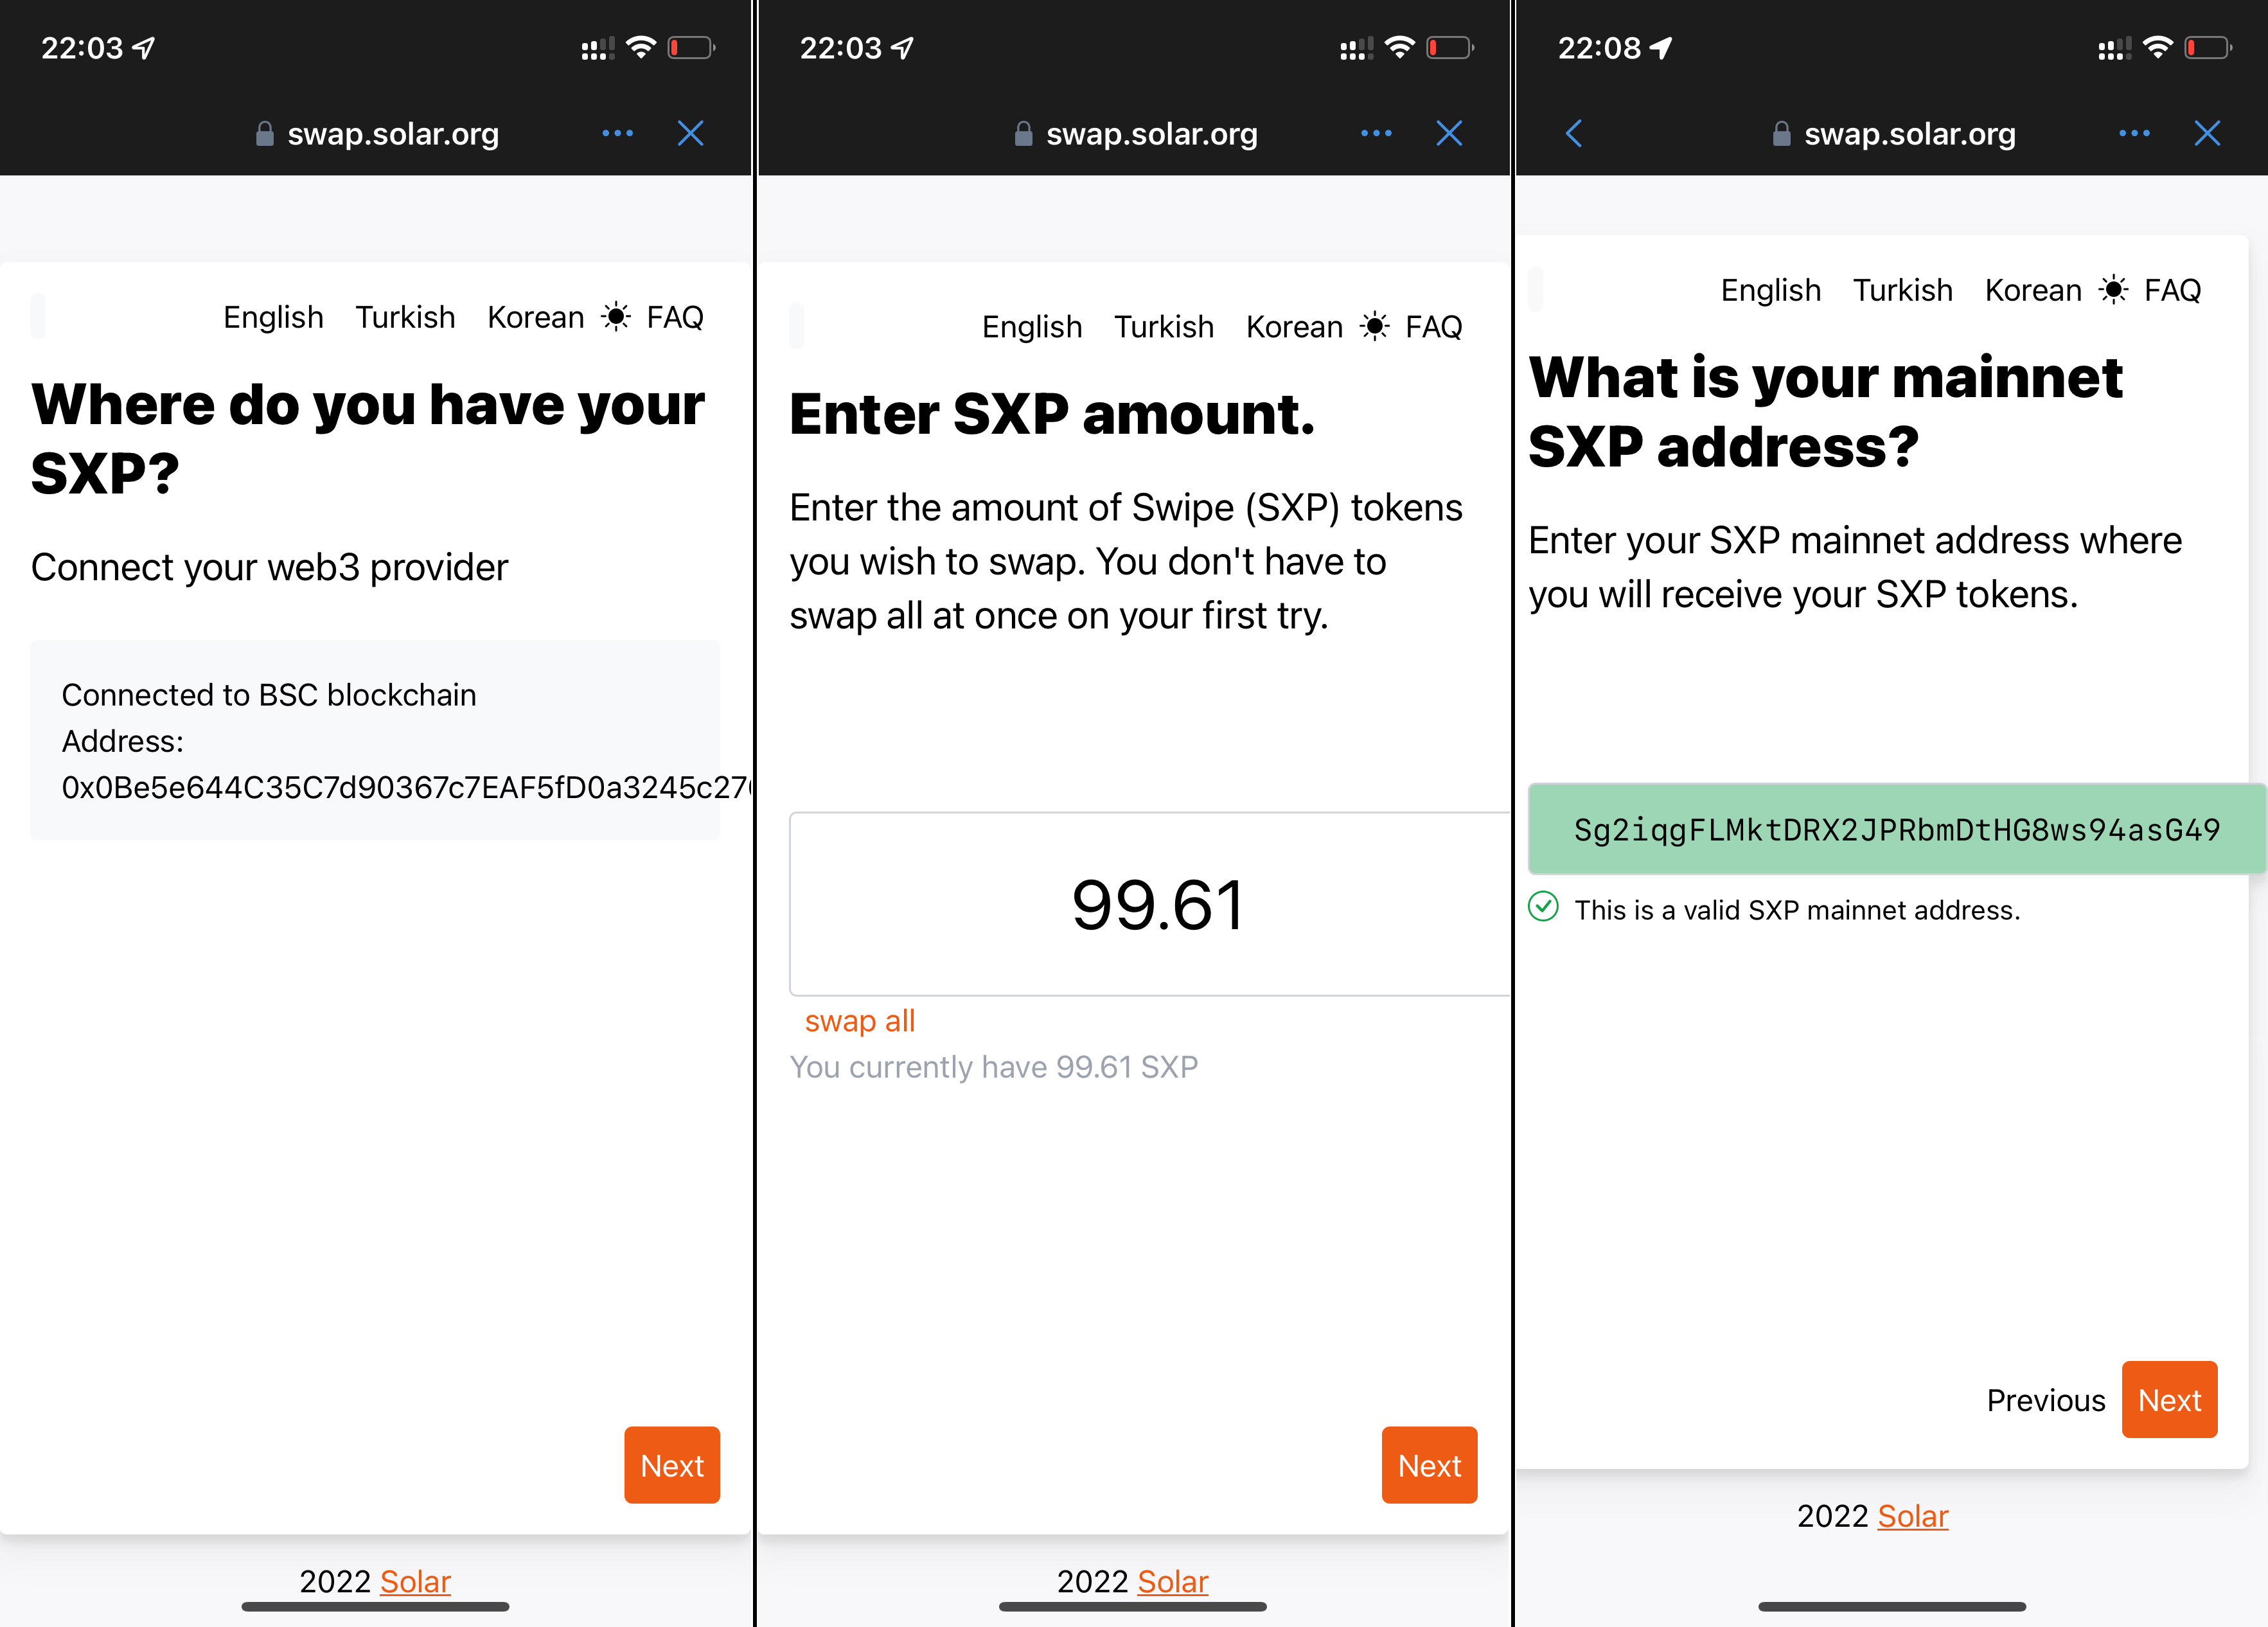 22:03
swap.solar.org
English Turkish Korean FAQ
Where do you have your
SXP?
Connect your web3 provider
Connected to BSC blockchain
Address:
0x0Be5e644C35C7d90367c7EAF5fD0a3245c27
Next
2022 Solar
22:03
swap.solar.org
English Turkish Korean FAQ
Enter SXP amount.
Enter the amount of Swipe (SXP) tokens
you wish to swap. You don't have to
swap all at once on your first try.
99.61
swap all
You currently have 99.61 SXP
Next
2022 Solar
22:08
swap.solar.org
English Turkish Korean FAQ
What is your mainnet
SXP address?
Enter your SXP mainnet address where
you will receive your SXP tokens.
Sg2iqgFLMktDRX2JPRbmDtHG8ws94asG49
This is a valid SXP mainnet address.
Previous Next
2022 Solar